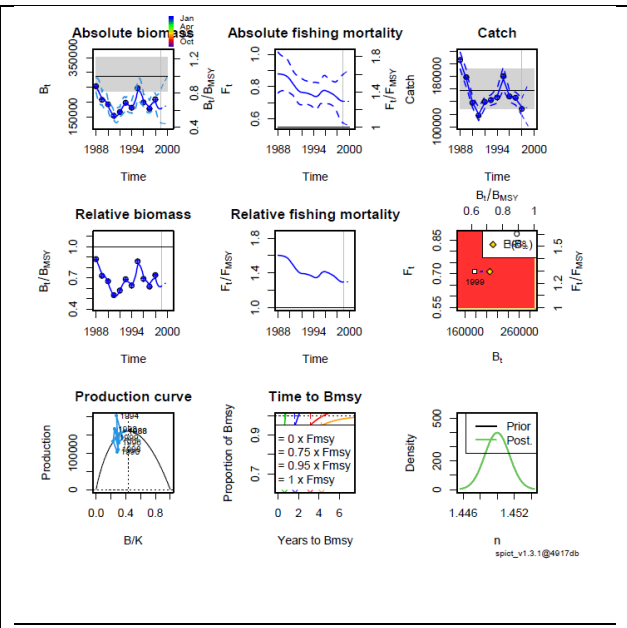 Absolute biomass
Jan
Apr
Oct
Bt
150000
350000
0.4
0.8
1.2
Bt/BMSY
1988
1994
2000
Time
Absolute fishing mortality
Ft
0.6
0.8
1.0
1
1.4
1.8
Ft/FMSY
1988
1994
2000
Time
Catch
Catch
100000
180000
1988
1994
2000
Time
Relative biomass
Bt/BMSY
0.4
0.7
1.0
1988
1994
2000
Time
Relative fishing mortality
Ft/FMSY
1.0
1.4
1.8
1988
1994
2000
Time
Bt/BMSY
0.6
0.8
1
Ft
0.55
0.70
0.85
1999
1
1.3
1.5
Ft/FMSY
160000
260000
Bt
Production curve
Production
0
100000
1994
0.0
0.4
0.8
B/K
Time to Bmsy
Proportion of Bmsy
0.7
0.9
= 0 x Fmsy
= 0.75 x Fmsy
= 0.95 x Fmsy
= 1 x Fmsy
0
2
4
6
Years to Bmsy
Density
0
200
500
Prior
Post.
1.446
1.452
n
spict_v1.3.1@4917db